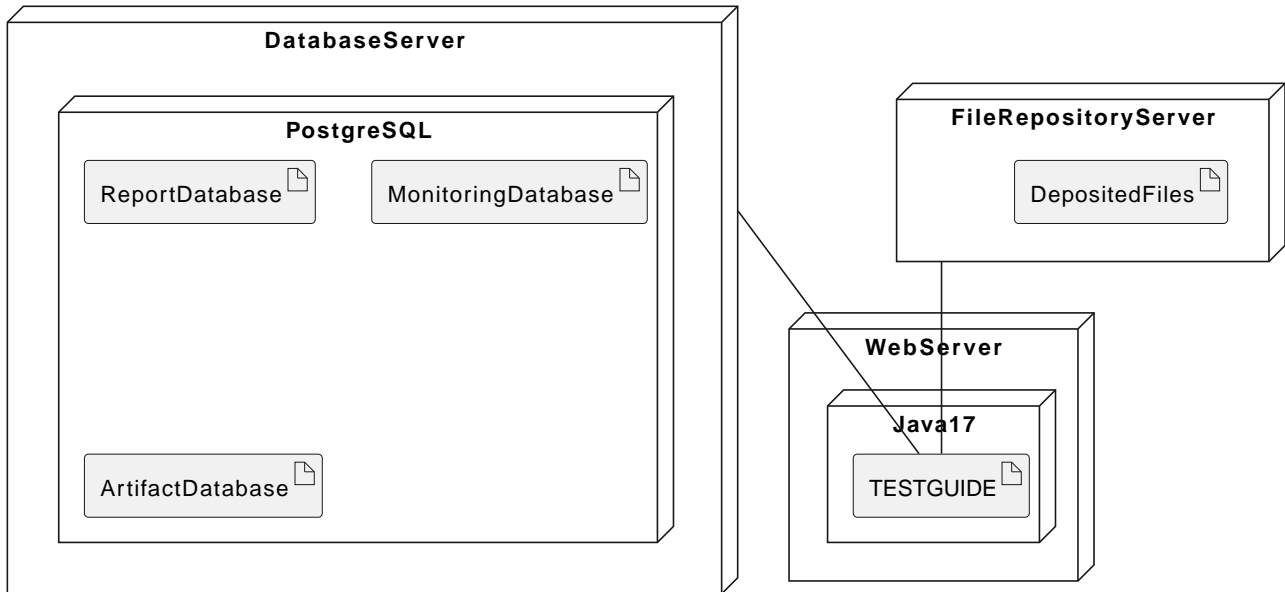 DatabaseServer
PostgreSQL
ReportDatabase
MonitoringDatabase
ArtifactDatabase
FileRepositoryServer
DepositedFiles
WebServer
Java17
TESTGUIDE